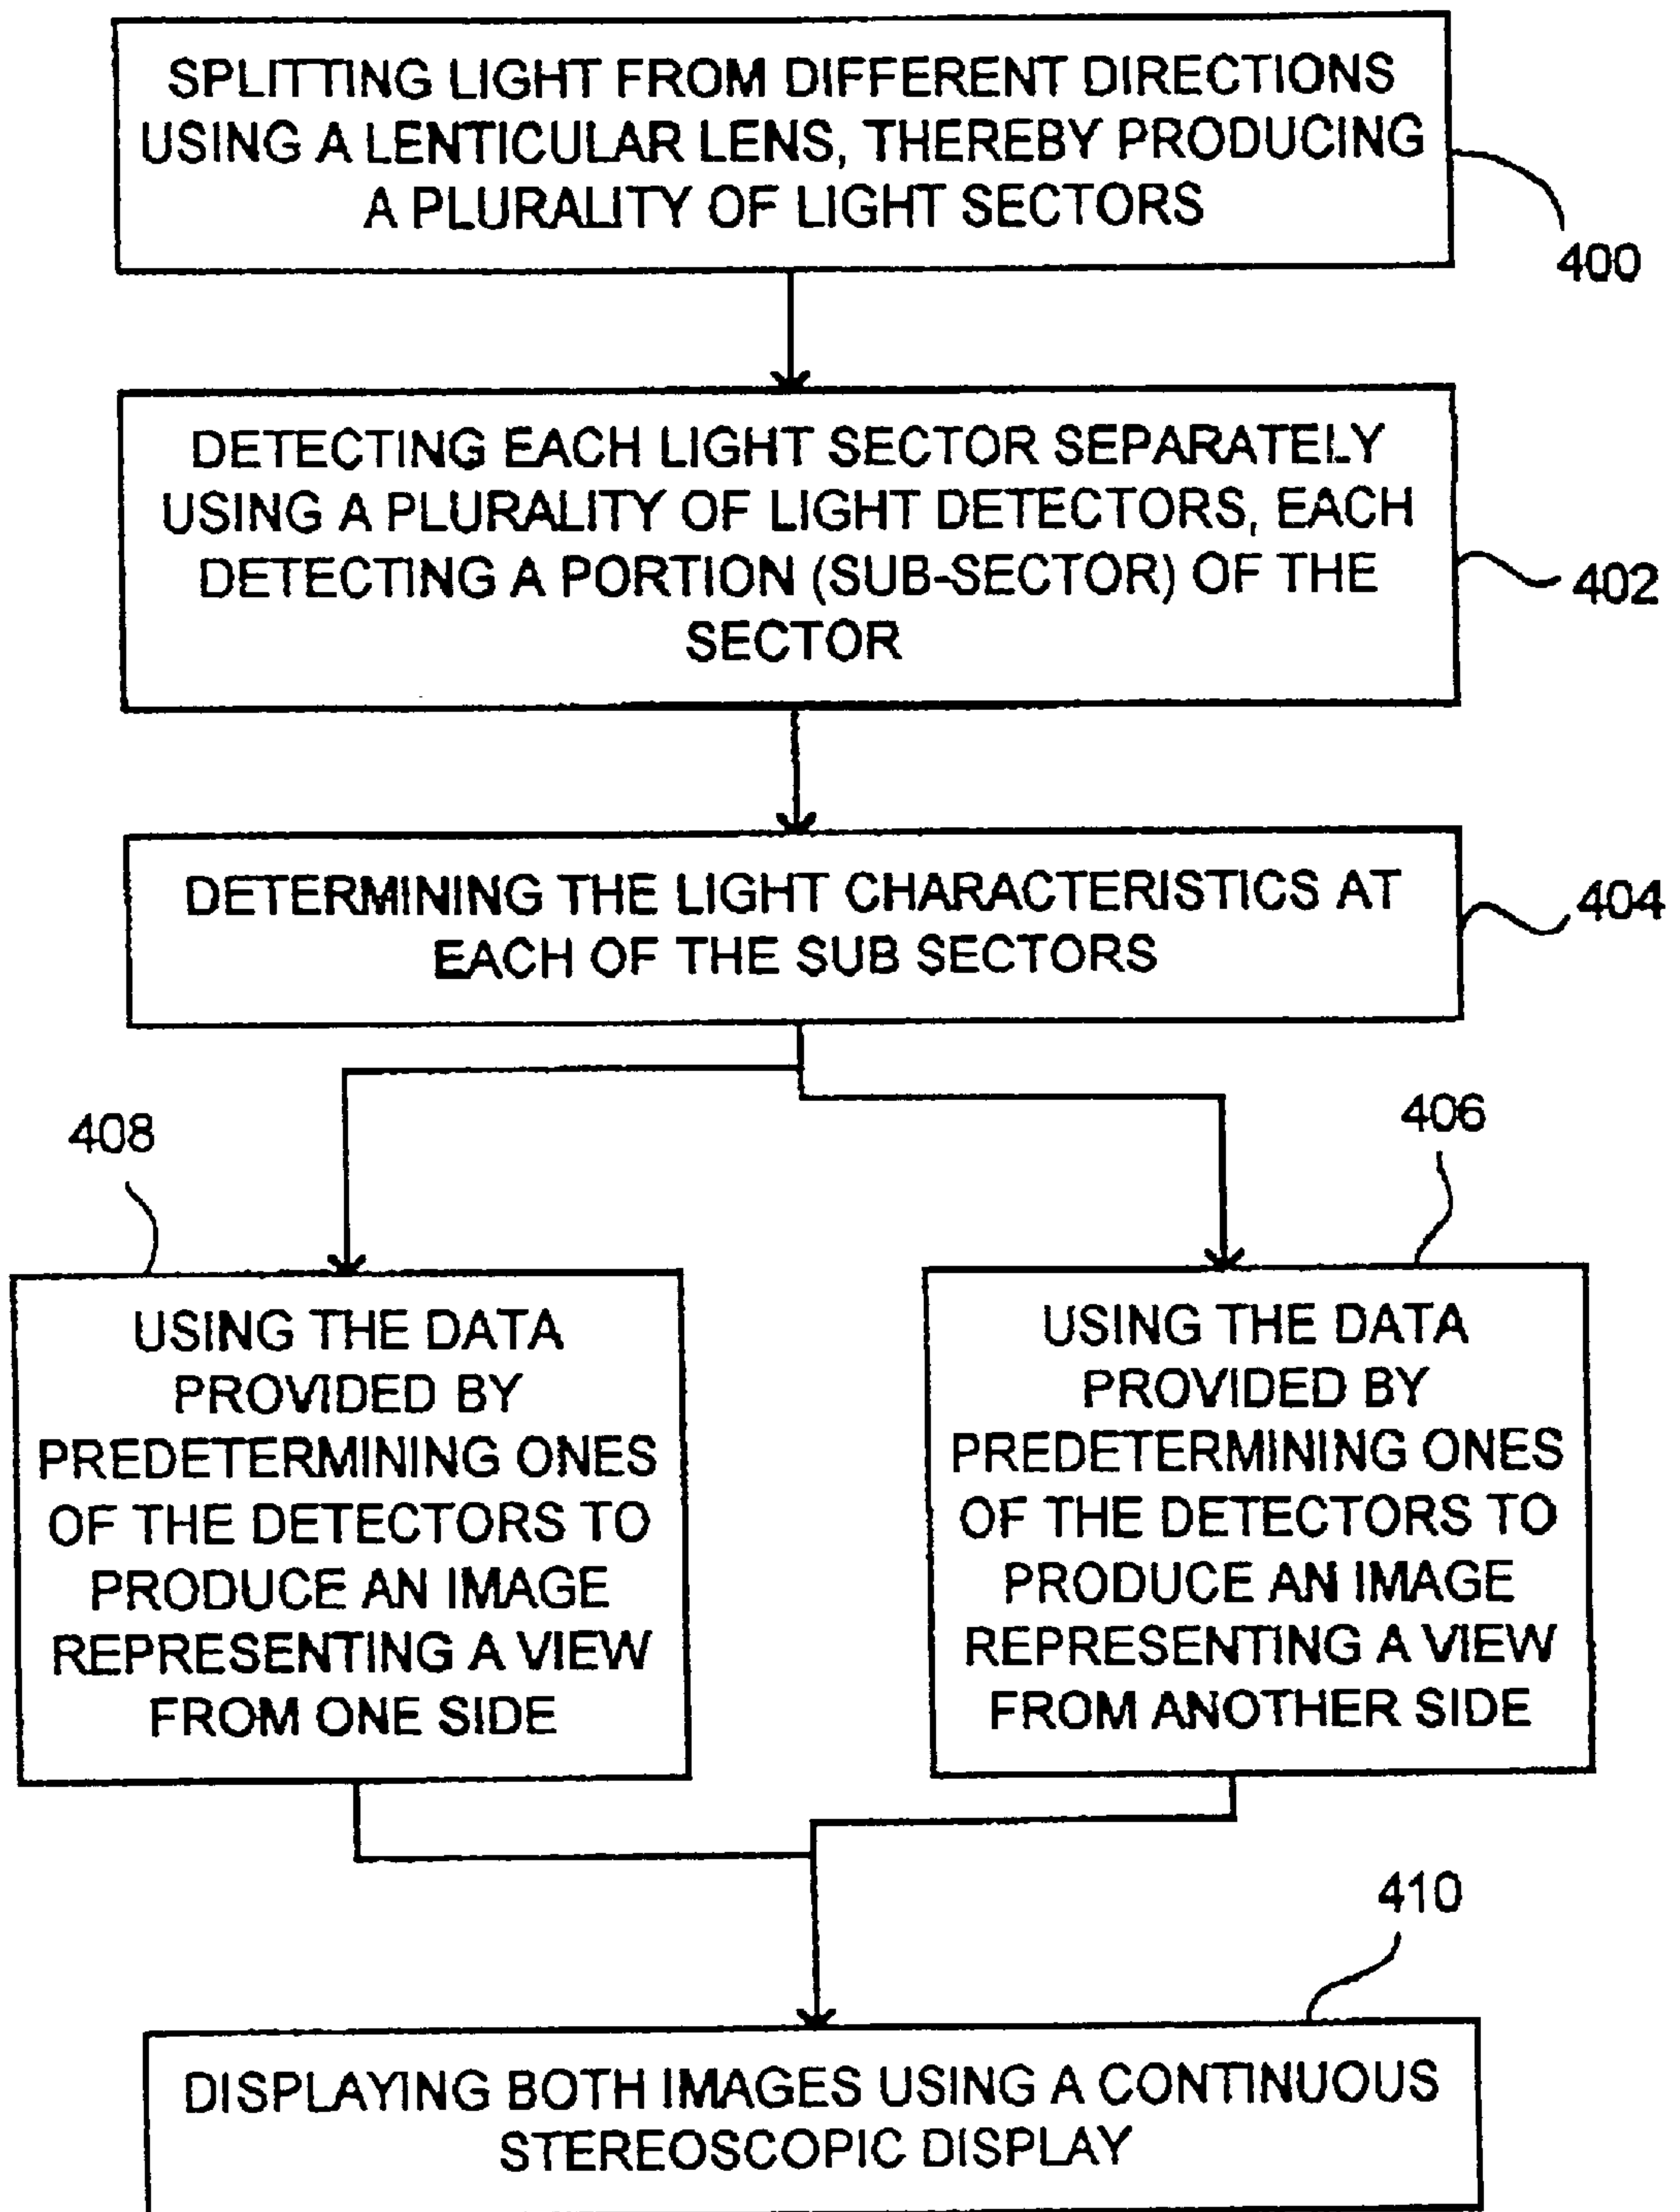 SPLITTING LIGHT FROM DIFFERENT DIRECTIONS
USING A LENTICULAR LENS, THEREBY PRODUCING
A PLURALITY OF LIGHT SECTORS
400
DETECTING EACH LIGHT SECTOR SEPARATELY
USING A PLURALITY OF LIGHT DETECTORS, EACH
DETECTING A PORTION (SUB-SECTOR) OF THE
SECTOR
402
DETERMINING THE LIGHT CHARACTERISTICS AT
EACH OF THE SUB SECTORS
404
408
USING THE DATA
PROVIDED BY
PREDETERMINING ONES
OF THE DETECTORS TO
PRODUCE AN IMAGE
REPRESENTING A VIEW
FROM ONE SIDE
406
USING THE DATA
PROVIDED BY
PREDETERMINING ONES
OF THE DETECTORS TO
PRODUCE AN IMAGE
REPRESENTING A VIEW
FROM ANOTHER SIDE
410
DISPLAYING BOTH IMAGES USING A CONTINUOUS
STEREOSCOPIC DISPLAY